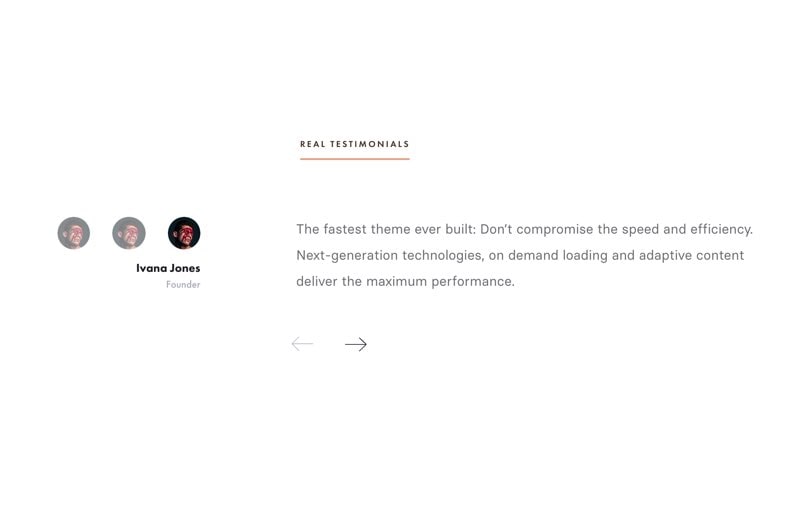 REAL TESTIMONIALS
The fastest theme ever built: Don't compromise the speed and efficiency.
Next-generation technologies, on demand loading and adaptive content
deliver the maximum performance.
Ivana Jones
Founder